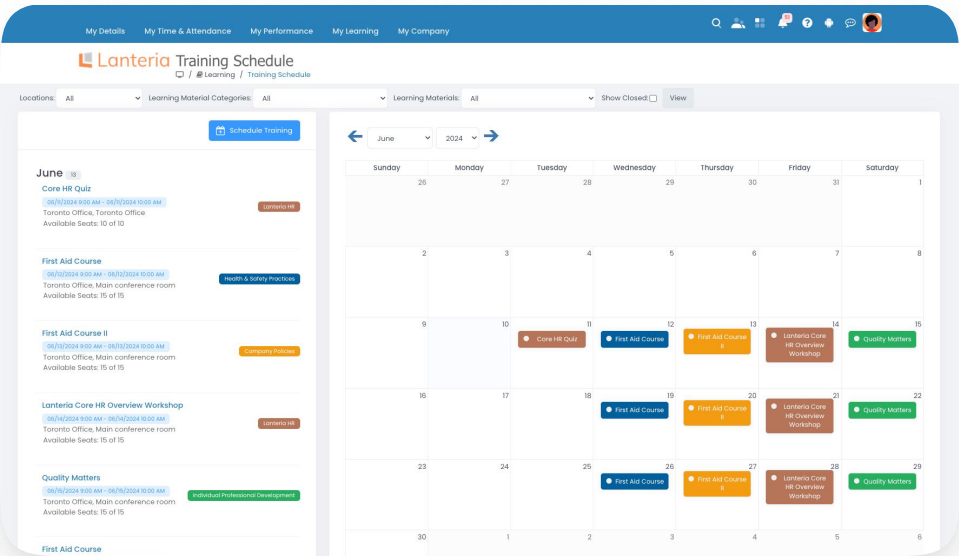 My Details My Time & Attendance My Performance My Learning My Company
Lanteria Training Schedule
/ Learning / Training Schedule
Locations: All Learning Material Categories: All Learning Materials: All Show Closed: View
Schedule Training
June
Core HR Quiz
06/11/2024 9:00 AM - 06/11/2024 10:00 AM
Lanteria HR
Toronto Office, Toronto Office
Available Seats: 10 of 10
First Aid Course
06/12/2024 9:00 AM - 06/12/2024 10:00 AM
Health & Safety Practices
Toronto Office, Main conference room
Available Seats: 15 of 15
First Aid Course II
06/13/2024 9:00 AM - 06/13/2024 10:00 AM
Company Policies
Toronto Office, Main conference room
Available Seats: 15 of 15
Lanteria Core HR Overview Workshop
06/14/2024 9:00 AM - 06/14/2024 10:00 AM
Lanteria HR
Toronto Office, Main conference room
Available Seats: 15 of 15
Quality Matters
06/15/2024 9:00 AM - 06/15/2024 10:00 AM
Individual Professional Development
Toronto Office, Main conference room
Available Seats: 15 of 15
First Aid Course
June 2024
Sunday Monday Tuesday Wednesday Thursday Friday Saturday
26 27 28 29 30 31 1
2 3 4 5 6 7 8
9 10 11 12 13 14 15
Core HR Quiz
First Aid Course
First Aid Course
II
Lanteria Core
HR Overview
Workshop
Quality Matters
16 17 18 19 20 21 22
First Aid Course
First Aid Course
II
Lanteria Core
HR Overview
Workshop
Quality Matters
23 24 25 26 27 28 29
First Aid Course
First Aid Course
II
Lanteria Core
HR Overview
Workshop
Quality Matters
30 1 2 3 4 5 6